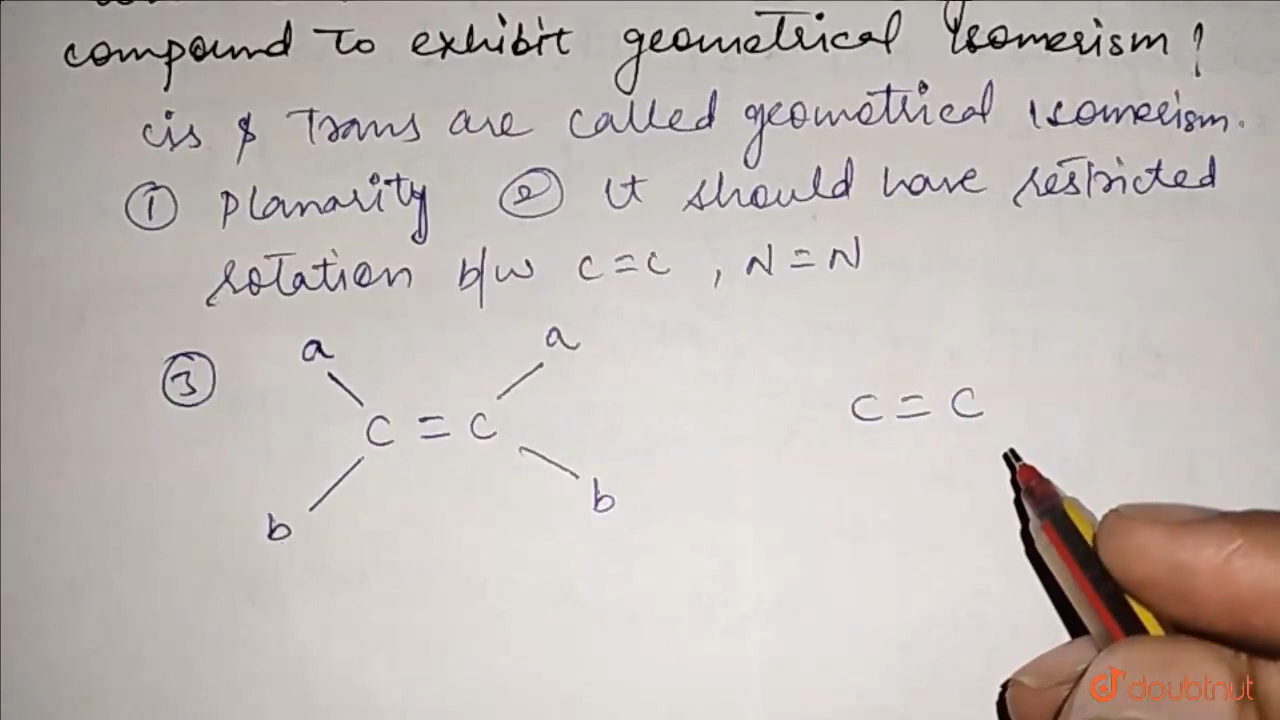 compound To exhibit geometrical Isomerism?
cis & Trans are called geometrical isomerism.
① Planarity ② It should have restricted
rotation b/w C=C, N=N
③
a a
C = C
b b
C = C
doubtnut